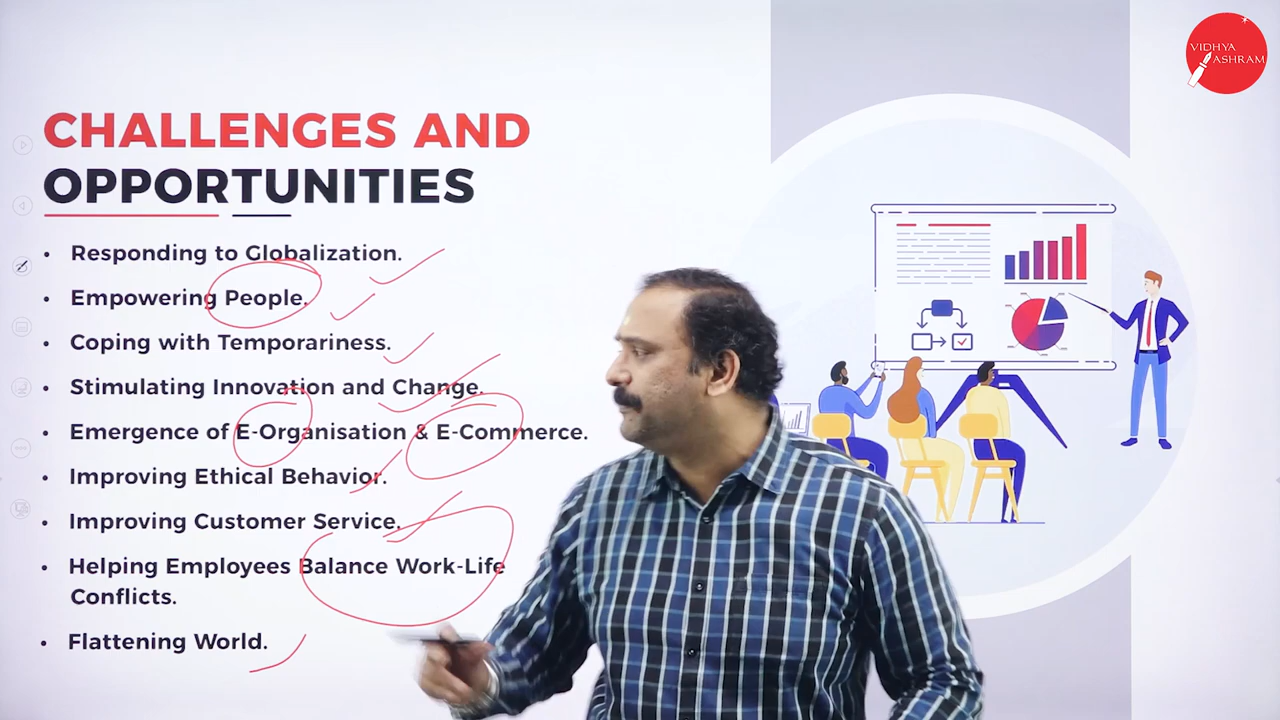 VIDHYA
ASHRAM
CHALLENGES AND
OPPORTUNITIES
• Responding to Globalization.
• Empowering People.
• Coping with Temporariness.
• Stimulating Innovation and Change.
• Emergence of E-Organisation & E-Commerce.
• Improving Ethical Behavior.
• Improving Customer Service.
• Helping Employees Balance Work-Life
Conflicts.
• Flattening World.